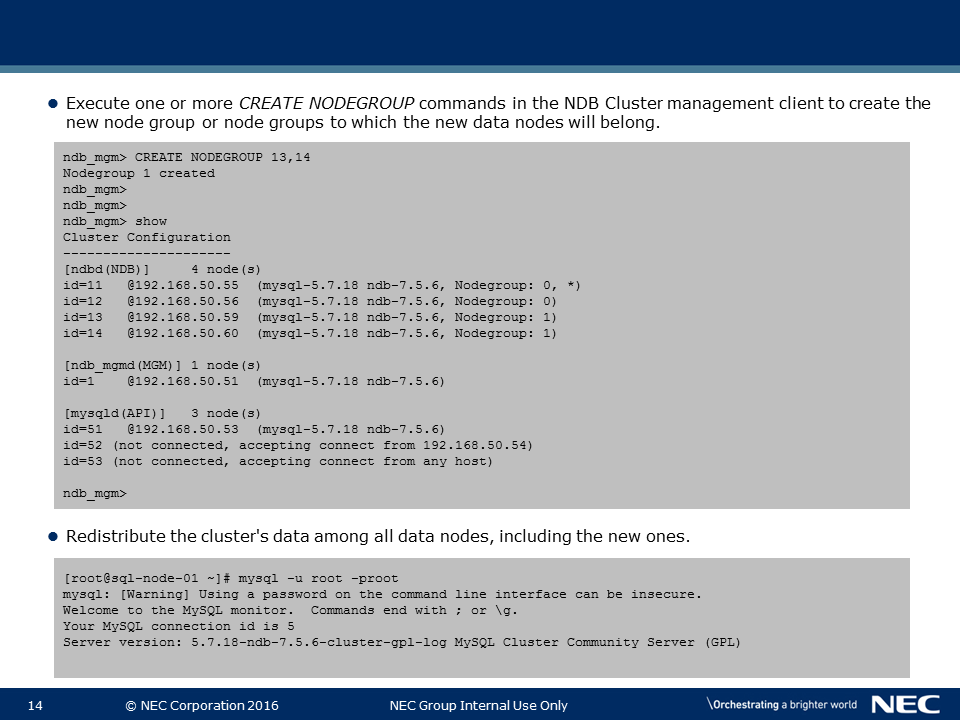 ● Execute one or more CREATE NODEGROUP commands in the NDB Cluster management client to create the
new node group or node groups to which the new data nodes will belong.
ndb_mgm> CREATE NODEGROUP 13,14
Nodegroup 1 created
ndb_mgm>
ndb_mgm>
ndb_mgm> show
Cluster Configuration
---------------------
[ndbd(NDB)]     4 node(s)
id=11   @192.168.50.55  (mysql-5.7.18 ndb-7.5.6, Nodegroup: 0, *)
id=12   @192.168.50.56  (mysql-5.7.18 ndb-7.5.6, Nodegroup: 0)
id=13   @192.168.50.59  (mysql-5.7.18 ndb-7.5.6, Nodegroup: 1)
id=14   @192.168.50.60  (mysql-5.7.18 ndb-7.5.6, Nodegroup: 1)
[ndb_mgmd(MGM)] 1 node(s)
id=1    @192.168.50.51  (mysql-5.7.18 ndb-7.5.6)
[mysqld(API)]   3 node(s)
id=51   @192.168.50.53  (mysql-5.7.18 ndb-7.5.6)
id=52 (not connected, accepting connect from 192.168.50.54)
id=53 (not connected, accepting connect from any host)
ndb_mgm>
● Redistribute the cluster's data among all data nodes, including the new ones.
[root@sql-node-01 ~]# mysql -u root -proot
mysql: [Warning] Using a password on the command line interface can be insecure.
Welcome to the MySQL monitor.  Commands end with ; or \g.
Your MySQL connection id is 5
Server version: 5.7.18-ndb-7.5.6-cluster-gpl-log MySQL Cluster Community Server (GPL)
14 © NEC Corporation 2016 NEC Group Internal Use Only \Orchestrating a brighter world NEC